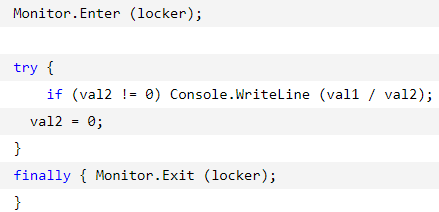 Monitor.Enter (locker);
try {
if (val2 != 0) Console.WriteLine (val1 / val2);
val2 = 0;
}
finally { Monitor.Exit (locker);
}